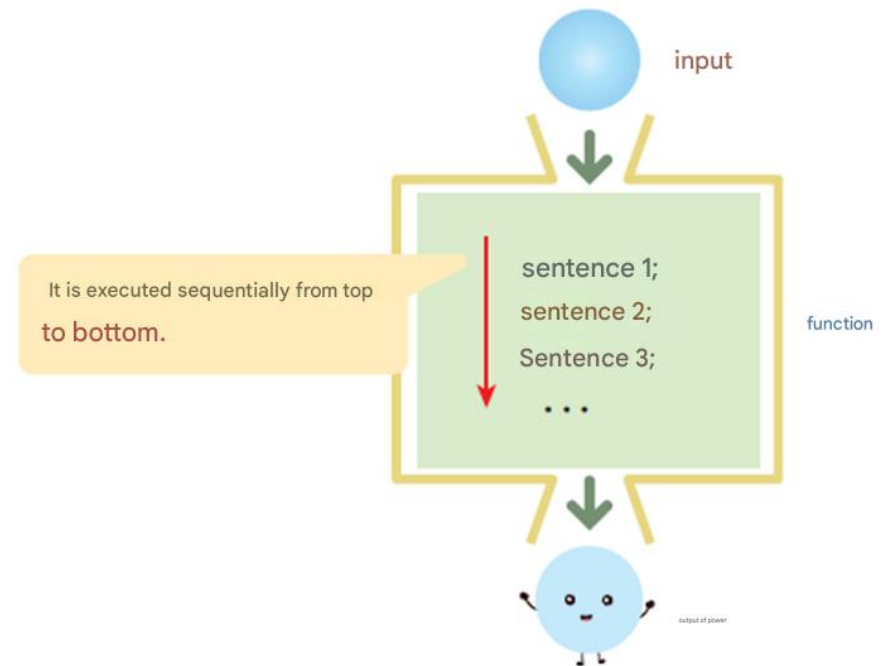 input
sentence 1;
It is executed sequentially from top
to bottom.
sentence 2;
function
Sentence 3;
...
output of power